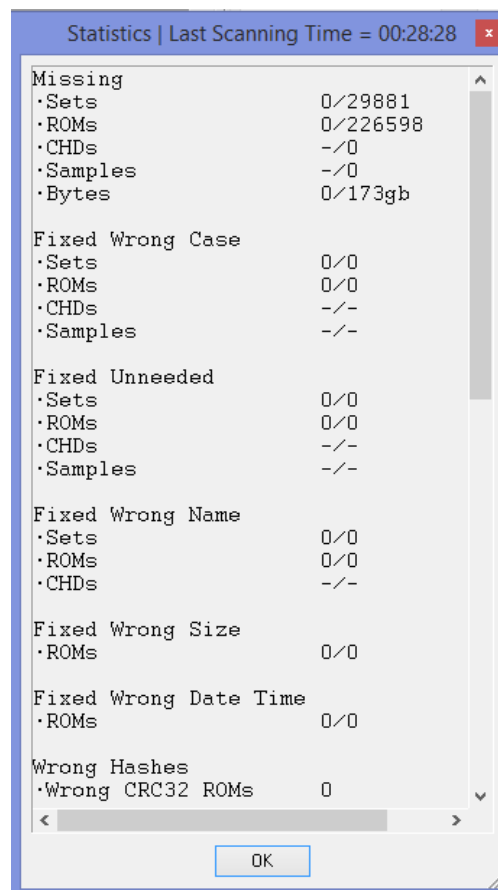 Statistics | Last Scanning Time = 00:28:28 x
Missing
·Sets 0/29881
·ROMs 0/226598
·CHDs -/0
·Samples -/0
·Bytes 0/173gb
Fixed Wrong Case
·Sets 0/0
·ROMs 0/0
·CHDs -/-
·Samples -/-
Fixed Unneeded
·Sets 0/0
·ROMs 0/0
·CHDs -/-
·Samples -/-
Fixed Wrong Name
·Sets 0/0
·ROMs 0/0
·CHDs -/-
Fixed Wrong Size
·ROMs 0/0
Fixed Wrong Date Time
·ROMs 0/0
Wrong Hashes
·Wrong CRC32 ROMs 0
OK